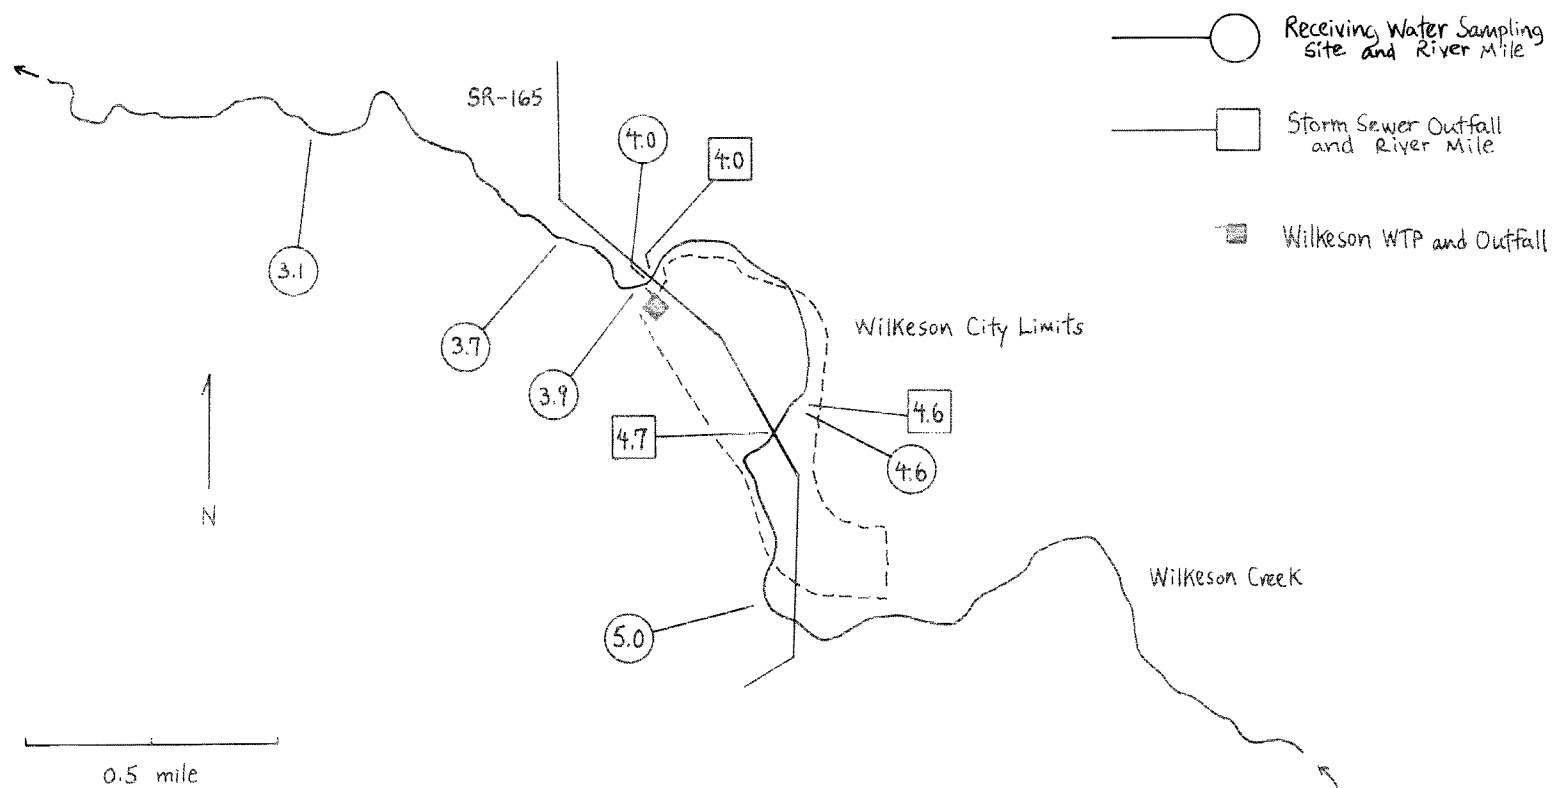 Receiving Water Sampling
Site and River Mile
SR-165
4.0
4.0
Storm Sewer Outfall
and River Mile
Wilkeson WTP and Outfall
3.1
3.7
Wilkeson City Limits
3.9
4.6
4.7
4.6
N
Wilkeson Creek
5.0
0.5 mile